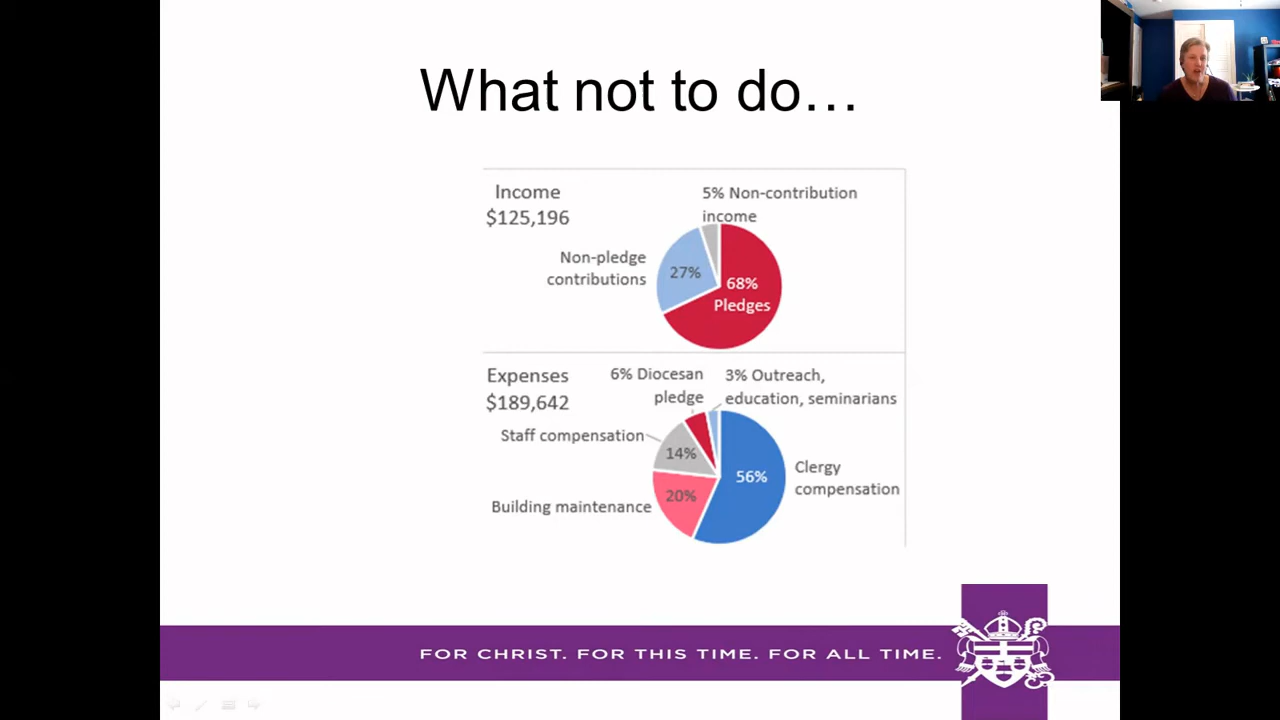 What not to do…
Income
$125,196
5% Non-contribution
income
Non-pledge
contributions
27%
68%
Pledges
Expenses
$189,642
6% Diocesan
pledge
3% Outreach,
education, seminarians
Staff compensation
14%
56%
Clergy
compensation
20%
Building maintenance
FOR CHRIST. FOR THIS TIME. FOR ALL TIME.